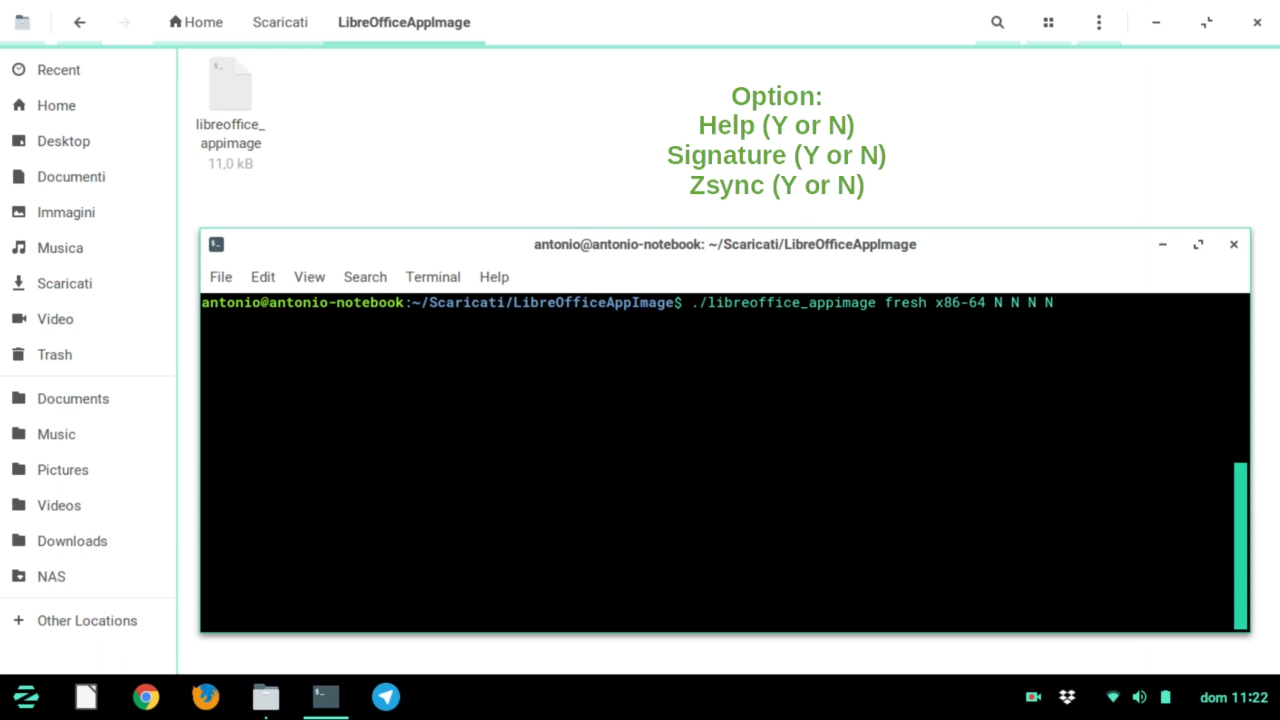 Home
Scaricati
LibreOfficeAppImage
Recent
Home
Desktop
Documenti
Immagini
Musica
Scaricati
Video
Trash
Documents
Music
Pictures
Videos
Downloads
NAS
Other Locations
libreoffice_
appimage
11,0 kB
Option:
Help (Y or N)
Signature (Y or N)
Zsync (Y or N)
antonio@antonio-notebook: ~/Scaricati/LibreOfficeAppImage
File Edit View Search Terminal Help
antonio@antonio-notebook:~/Scaricati/LibreOfficeAppImage$ ./libreoffice_appimage fresh x86-64 N N N N
dom 11:22